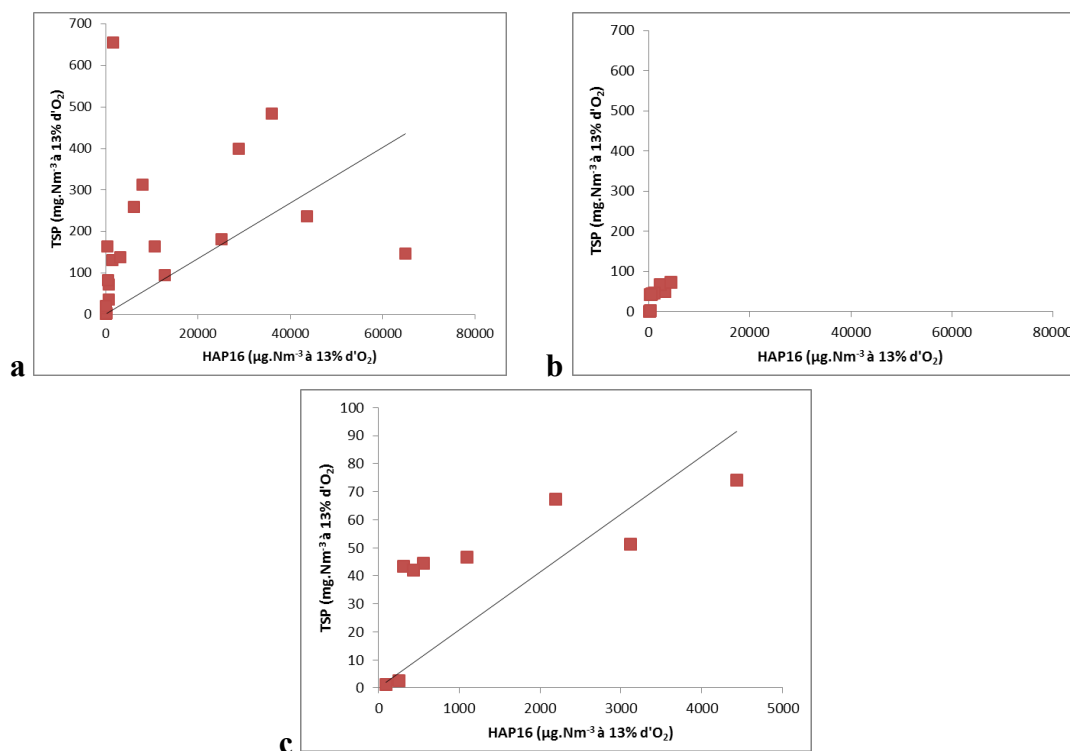 700
600
500
400
300
200
100
0
TSP (mg.Nm⁻³ à 13% d'O₂)
0 20000 40000 60000 80000
HAP16 (µg.Nm⁻³ à 13% d'O₂)
a
700
600
500
400
300
200
100
0
TSP (mg.Nm⁻³ à 13% d'O₂)
0 20000 40000 60000 80000
HAP16 (µg.Nm⁻³ à 13% d'O₂)
b
100
90
80
70
60
50
40
30
20
10
0
TSP (mg.Nm⁻³ à 13% d'O₂)
0 1000 2000 3000 4000 5000
HAP16 (µg.Nm⁻³ à 13% d'O₂)
c